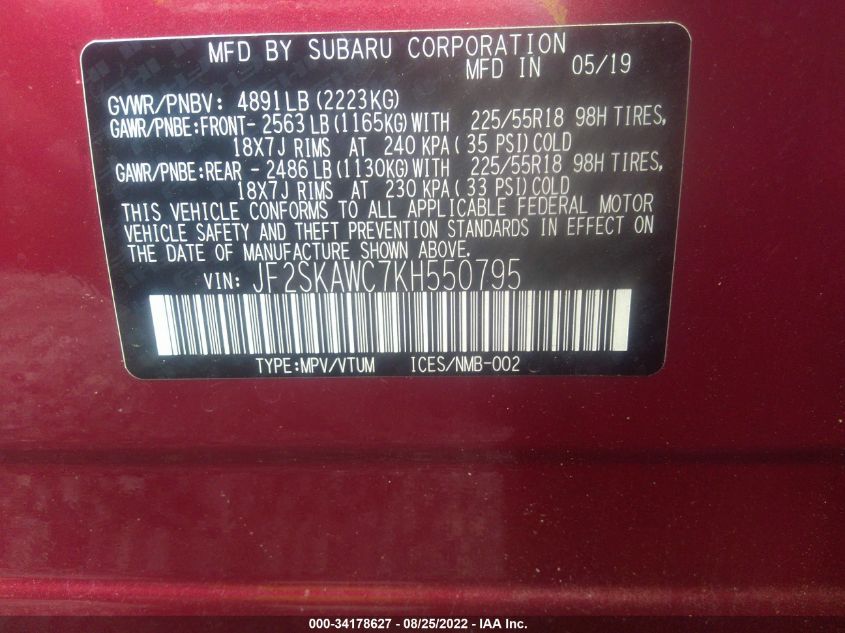 MFD BY SUBARU CORPORATION
MFD IN 05/19
GVWR/PNBV: 4891LB (2223KG)
GAWR/PNBE:FRONT- 2563 LB (1165KG) WITH 225/55R18 98H TIRES,
18X7J RIMS AT 240 KPA ( 35 PSI) COLD
GAWR/PNBE:REAR - 2486 LB (1130KG) WITH 225/55R18 98H TIRES,
18X7J RIMS AT 230 KPA ( 33 PSI) COLD
THIS VEHICLE CONFORMS TO ALL APPLICABLE FEDERAL MOTOR
VEHICLE SAFETY AND THEFT PREVENTION STANDARDS IN EFFECT ON
THE DATE OF MANUFACTURE SHOWN ABOVE.
VIN: JF2SKAWC7KH550795
TYPE:MPV/VTUM ICES/NMB-002
000-34178627 - 08/25/2022 - IAA Inc.